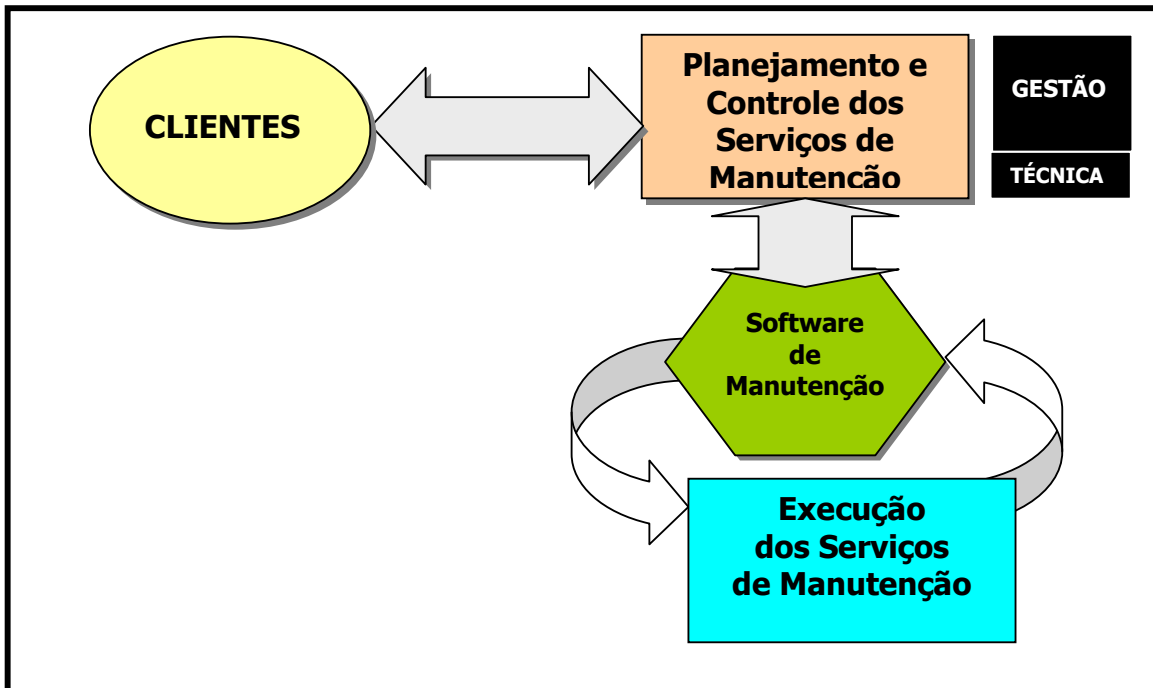 CLIENTES
Planejamento e
Controle dos
Serviços de
Manutenção
GESTÃO
TÉCNICA
Software
de
Manutenção
Execução
dos Serviços
de Manutenção